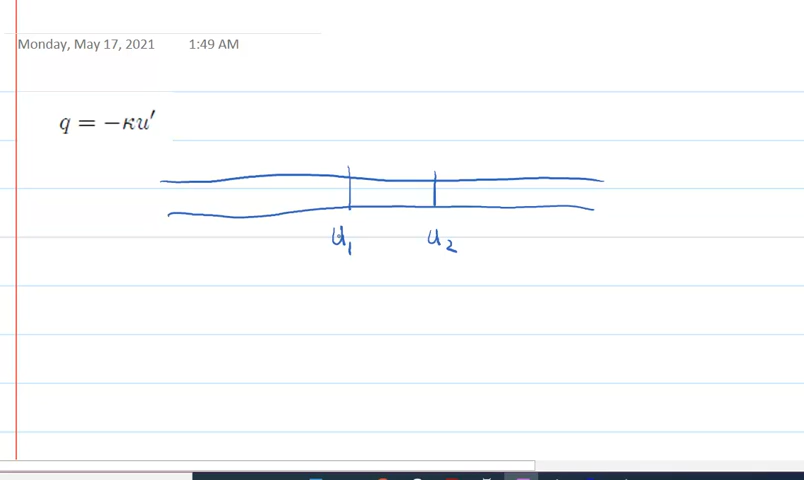 Monday, May 17, 2021 1:49 AM
q = −κu′
u₁ u₂